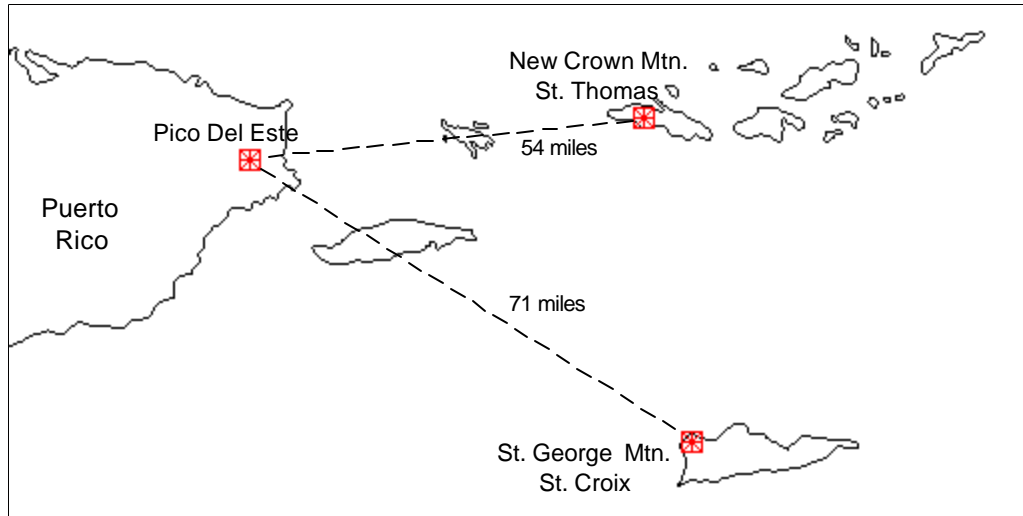 New Crown Mtn.
St. Thomas
Pico Del Este
54 miles
Puerto
Rico
71 miles
St. George Mtn.
St. Croix